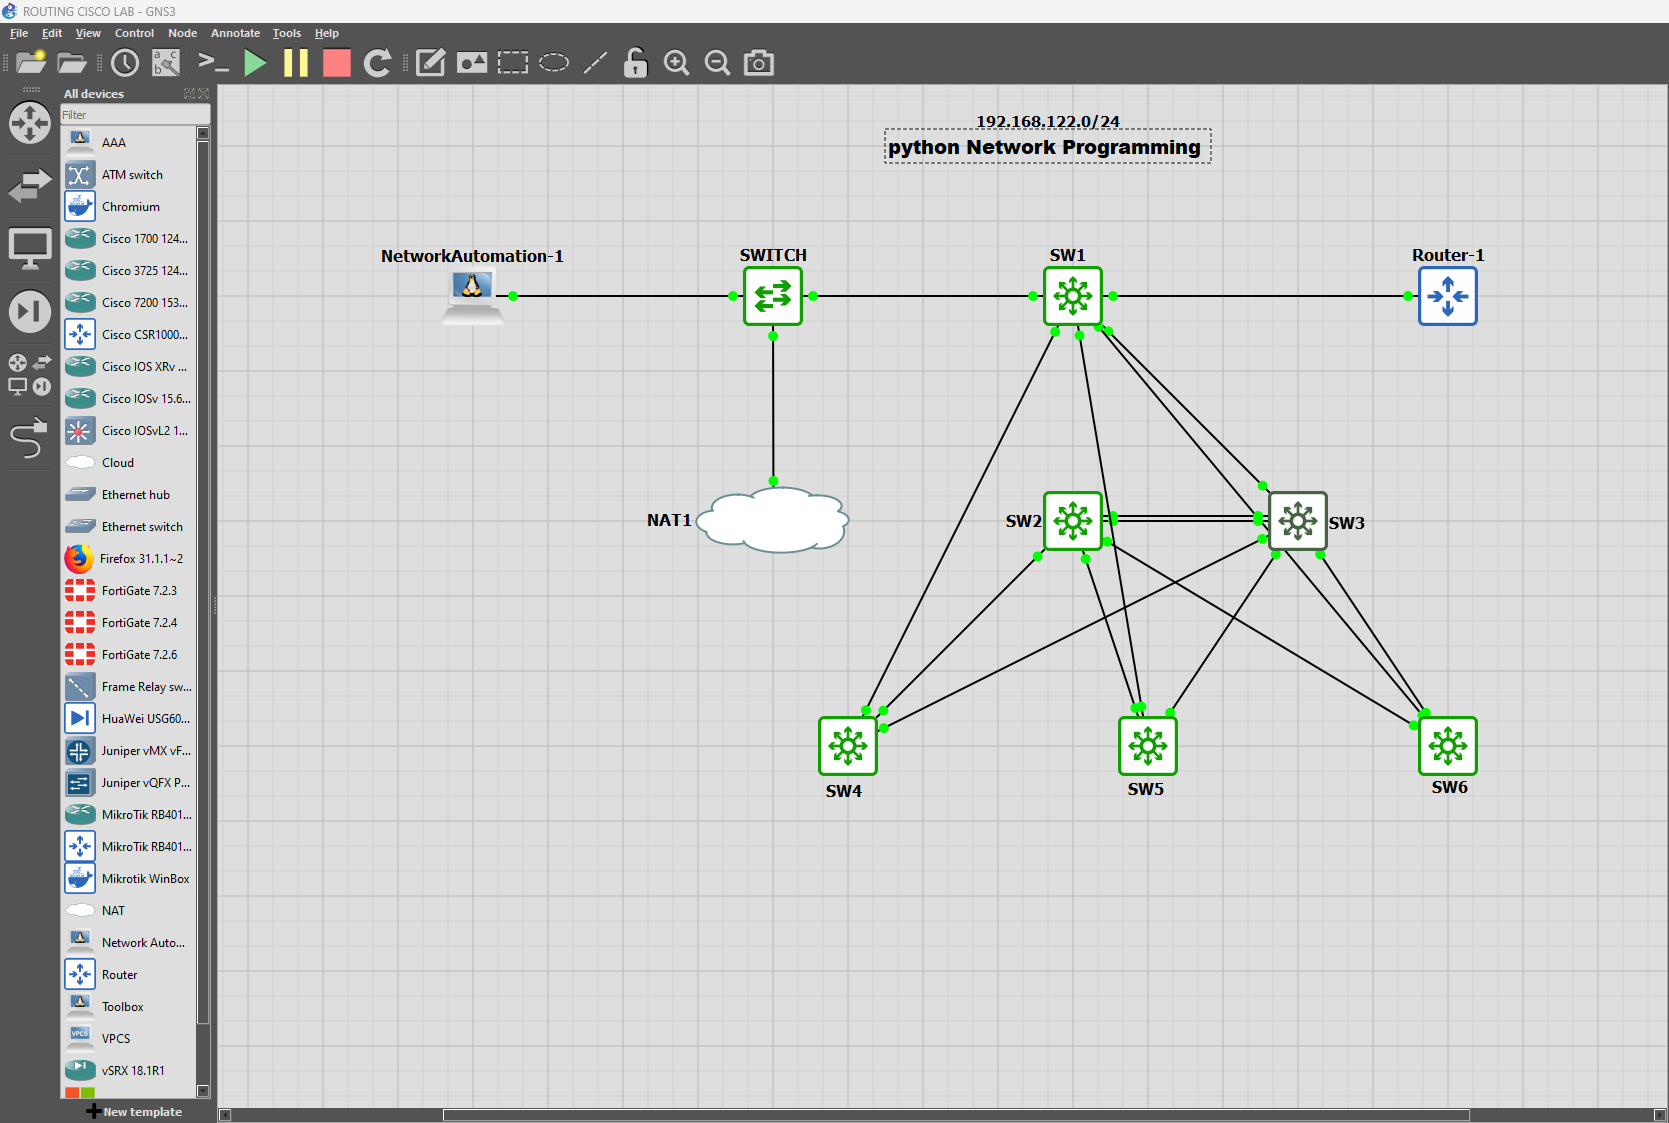 ROUTING CISCO LAB - GNS3
File Edit View Control Node Annotate Tools Help
All devices
Filter
AAA
ATM switch
Chromium
Cisco 1700 124...
Cisco 3725 124...
Cisco 7200 153...
Cisco CSR1000...
Cisco IOS XRv ...
Cisco IOSv 15.6...
Cisco IOSvL2 1...
Cloud
Ethernet hub
Ethernet switch
Firefox 31.1.1~2
FortiGate 7.2.3
FortiGate 7.2.4
FortiGate 7.2.6
Frame Relay sw...
HuaWei USG60...
Juniper vMX vF...
Juniper vQFX P...
MikroTik RB401...
MikroTik RB401...
Mikrotik WinBox
NAT
Network Auto...
Router
Toolbox
VPCS
vSRX 18.1R1
New template
192.168.122.0/24
python Network Programming
NetworkAutomation-1
SWITCH
SW1
Router-1
NAT1
SW2
SW3
SW4
SW5
SW6